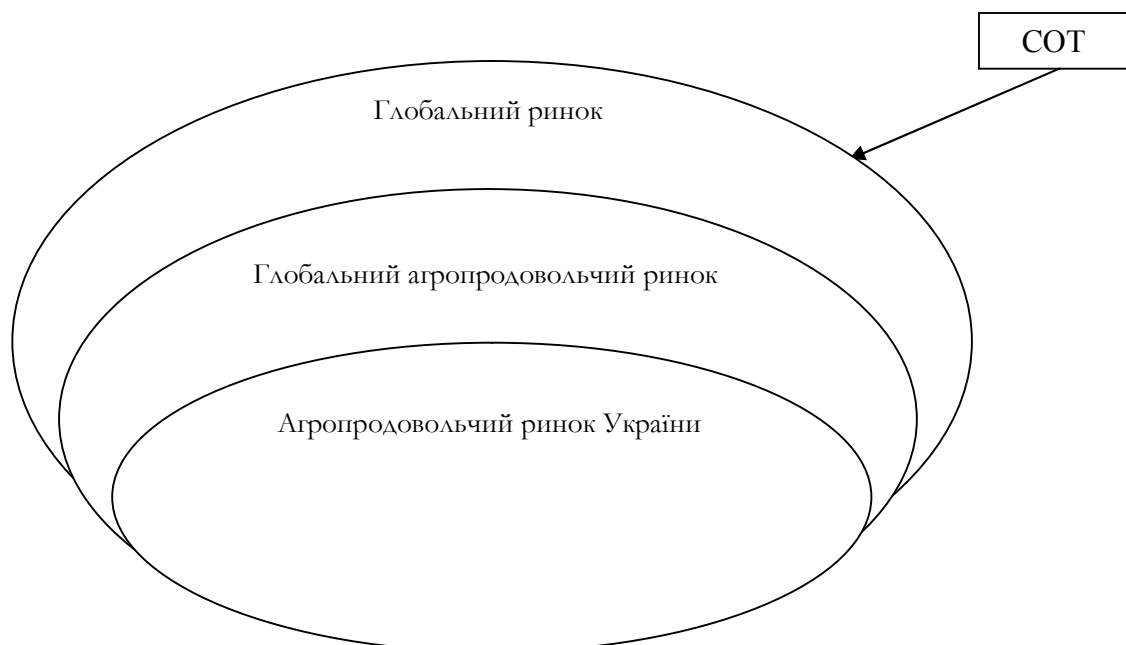 СОТ
Глобальний ринок
Глобальний агропродовольчий ринок
Агропродовольчий ринок України